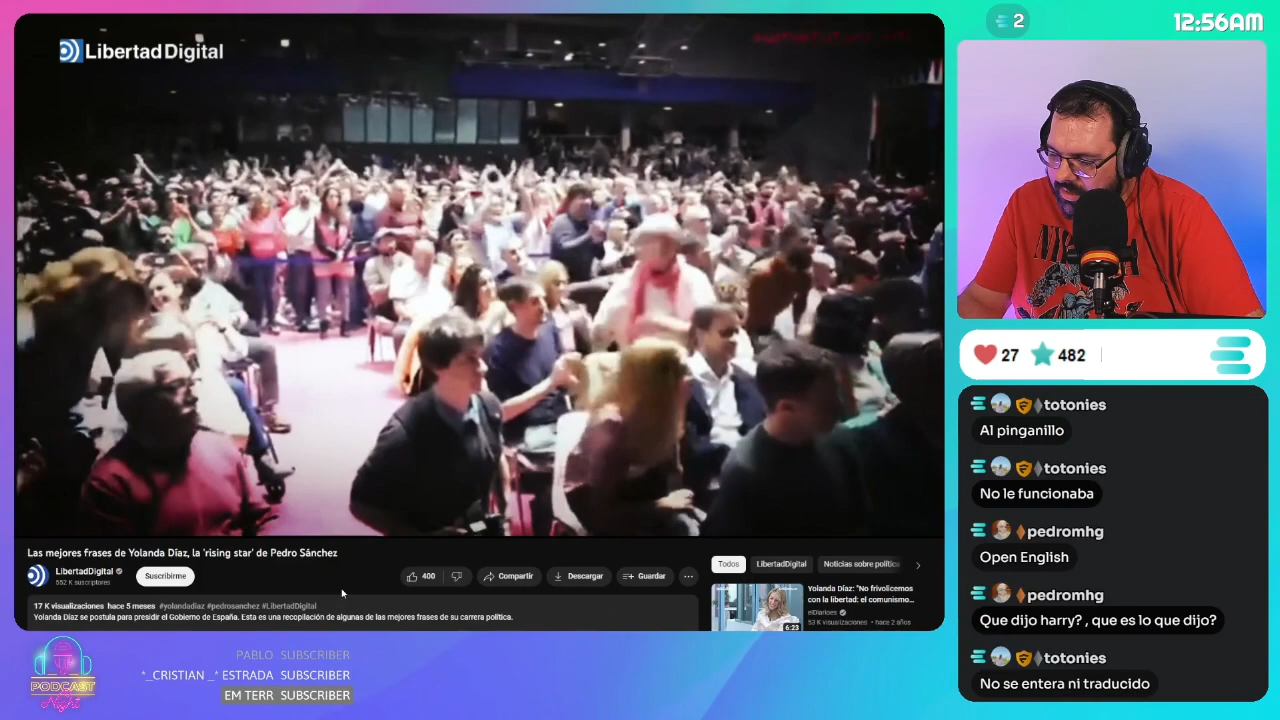 LibertadDigital
2
12:56AM
27
482
totonies
Al pinganillo
totonies
No le funcionaba
pedromhg
Open English
pedromhg
Que dijo harry? , que es lo que dijo?
totonies
No se entera ni traducido
Las mejores frases de Yolanda Díaz, la 'rising star' de Pedro Sánchez
LibertadDigital
552 K suscriptores
Suscribirme
400
Compartir
Descargar
Guardar
17 K visualizaciones hace 5 meses #yolandadiaz #pedrosanchez #LibertadDigital
Yolanda Díaz se postula para presidir el Gobierno de España. Esta es una recopilación de algunas de las mejores frases de su carrera política.
Todos
LibertadDigital
Noticias sobre política
Yolanda Díaz: "No frivolicemos
con la libertad: el comunismo...
elDiarioes
53 K visualizaciones • hace 2 años
6:23
PODCAST
Night
PABLO SUBSCRIBER
*_CRISTIAN _* ESTRADA SUBSCRIBER
EM TERR SUBSCRIBER